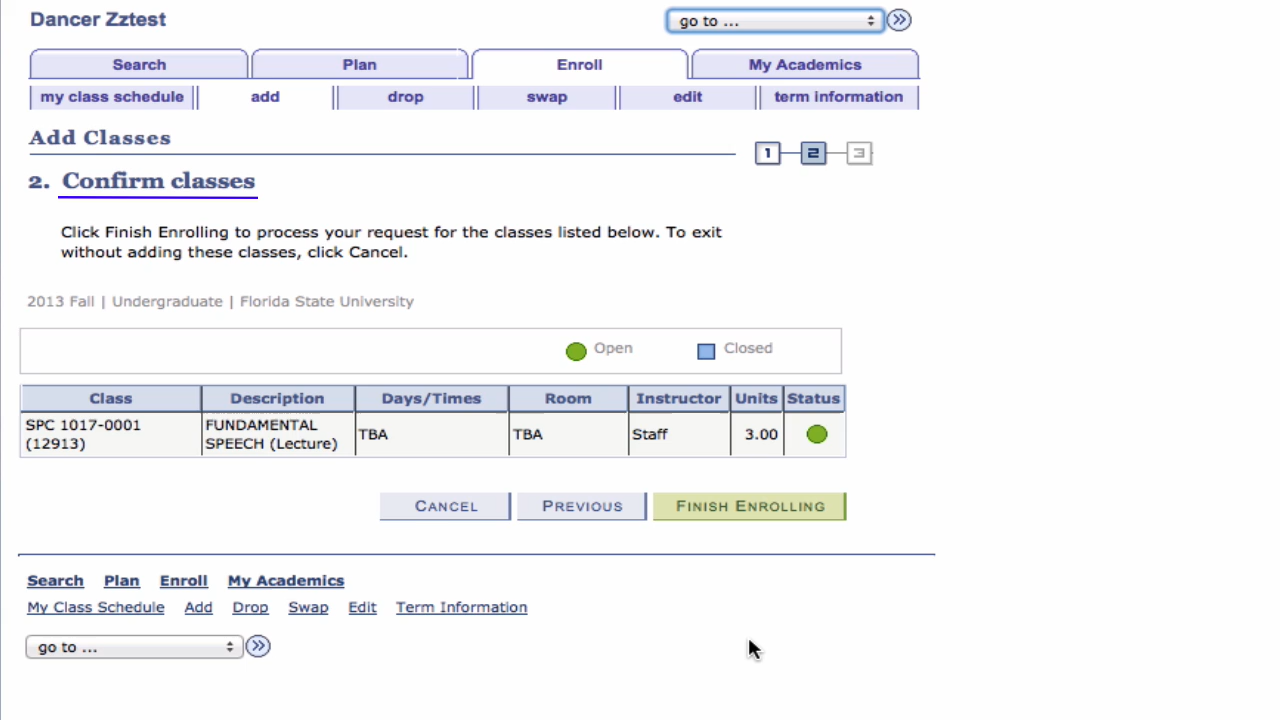 Dancer Zztest
go to ...
Search Plan Enroll My Academics
my class schedule add drop swap edit term information
Add Classes
1 2 3
2. Confirm classes
Click Finish Enrolling to process your request for the classes listed below. To exit
without adding these classes, click Cancel.
2013 Fall | Undergraduate | Florida State University
Open Closed
Class Description Days/Times Room Instructor Units Status
SPC 1017-0001 FUNDAMENTAL
(12913) SPEECH (Lecture) TBA TBA Staff 3.00
CANCEL PREVIOUS FINISH ENROLLING
Search Plan Enroll My Academics
My Class Schedule Add Drop Swap Edit Term Information
go to ...